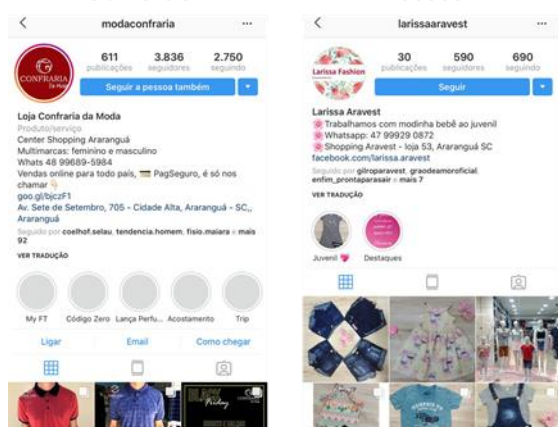 modaconfraria
CONFRARIA
Da Moda
611
3.836
2.750
publicações
seguidores
seguindo
Seguir a pessoa também
Loja Confraria da Moda
Produto/serviço
Center Shopping Araranguá
Multimarcas: feminino e masculino
Whats 48 99689-5984
Vendas online para todo país, 💳 PagSeguro, é só nos
chamar 👇
goo.gl/bjczF1
Av. Sete de Setembro, 705 - Cidade Alta, Araranguá - SC,,
Araranguá
Seguido por coelhof.selau, tendencia.homem, fisio.maiara e mais
92
VER TRADUÇÃO
My FT
Código Zero
Lança Perfu...
Acostamento
Trip
Ligar
Email
Como chegar
BLACK
Friday
larissaaravest
Larissa Fashion
30
590
690
publicações
seguidores
seguindo
Seguir
Larissa Aravest
🌸Trabalhamos com modinha bebê ao juvenil
🌸Whatsapp: 47 99929 0872
🌸Shopping Aravest - loja 53, Araranguá SC
facebook.com/larissa.aravest
Seguido por gilroparavest, graodeamoroficial,
enfim_prontaparasair e mais 7
VER TRADUÇÃO
Juvenil 💗
Destaques